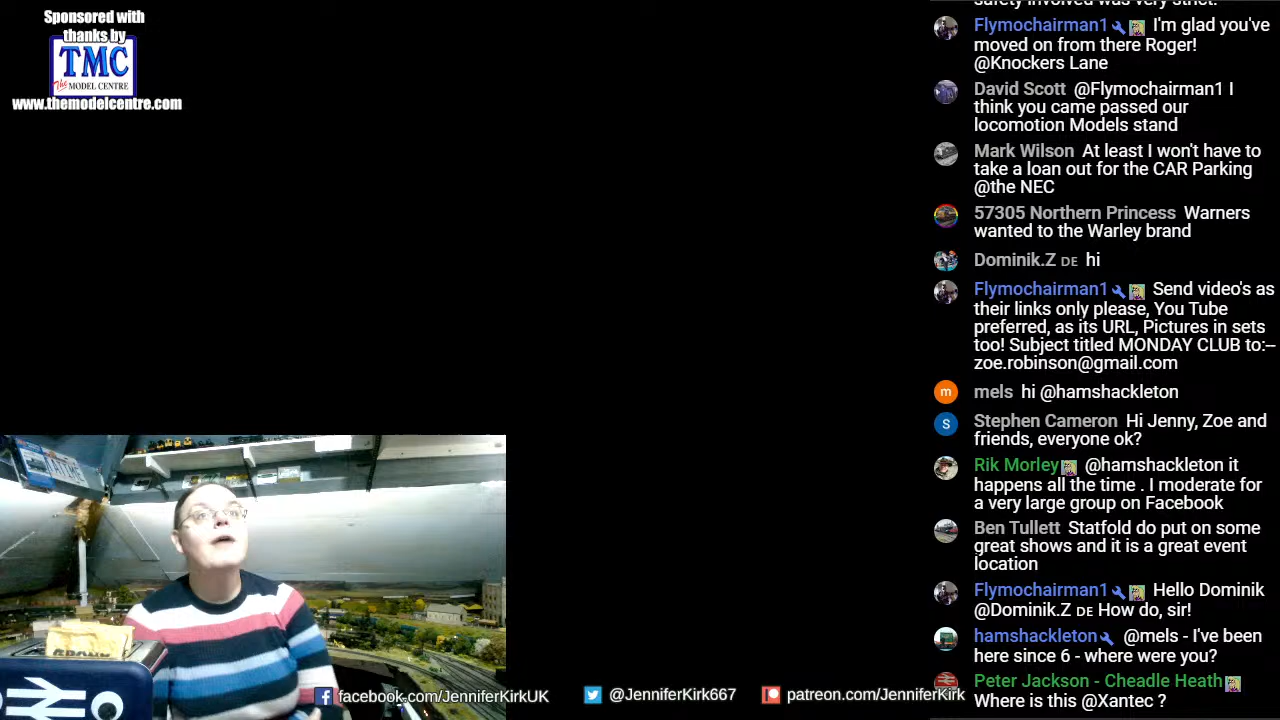 Sponsored with
thanks by
TMC
The MODEL CENTRE
www.themodelcentre.com
safety involved was very strict.
Flymochairman1 I'm glad you've
moved on from there Roger!
@Knockers Lane
David Scott @Flymochairman1 I
think you came passed our
locomotion Models stand
Mark Wilson At least I won't have to
take a loan out for the CAR Parking
@the NEC
57305 Northern Princess Warners
wanted to the Warley brand
Dominik.Z DE hi
Flymochairman1 Send video's as
their links only please, You Tube
preferred, as its URL, Pictures in sets
too! Subject titled MONDAY CLUB to:--
zoe.robinson@gmail.com
m mels hi @hamshackleton
S Stephen Cameron Hi Jenny, Zoe and
friends, everyone ok?
Rik Morley @hamshackleton it
happens all the time . I moderate for
a very large group on Facebook
Ben Tullett Statfold do put on some
great shows and it is a great event
location
Flymochairman1 Hello Dominik
@Dominik.Z DE How do, sir!
hamshackleton @mels - I've been
here since 6 - where were you?
Peter Jackson - Cheadle Heath
Where is this @Xantec ?
facebook.com/JenniferKirkUK
@JenniferKirk667
patreon.com/JenniferKirk